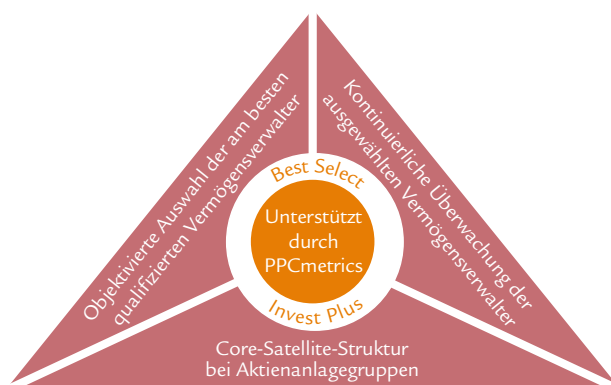 Objektivierte Auswahl der am besten
qualifizierten Vermögensverwalter
Kontinuierliche Überwachung der
ausgewählten Vermögensverwalter
Best Select
Unterstützt
durch
PPCmetrics
Invest Plus
Core-Satellite-Struktur
bei Aktienanlagegruppen